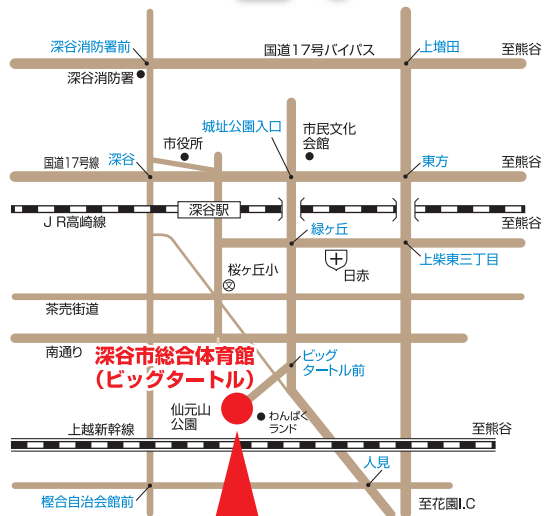 深谷消防署前
国道17号バイパス
上増田
至熊谷
深谷消防署
城址公園入口
市民文化
会館
市役所
国道17号線
深谷
東方
至熊谷
深谷駅
JR高崎線
至熊谷
緑ヶ丘
日赤
上柴東三丁目
桜ヶ丘小
文
茶売街道
南通り
深谷市総合体育館
(ビッグタートル)
ビッグ
タートル前
仙元山
公園
わんぱく
ランド
上越新幹線
至熊谷
人見
樫合自治会館前
至花園I.C